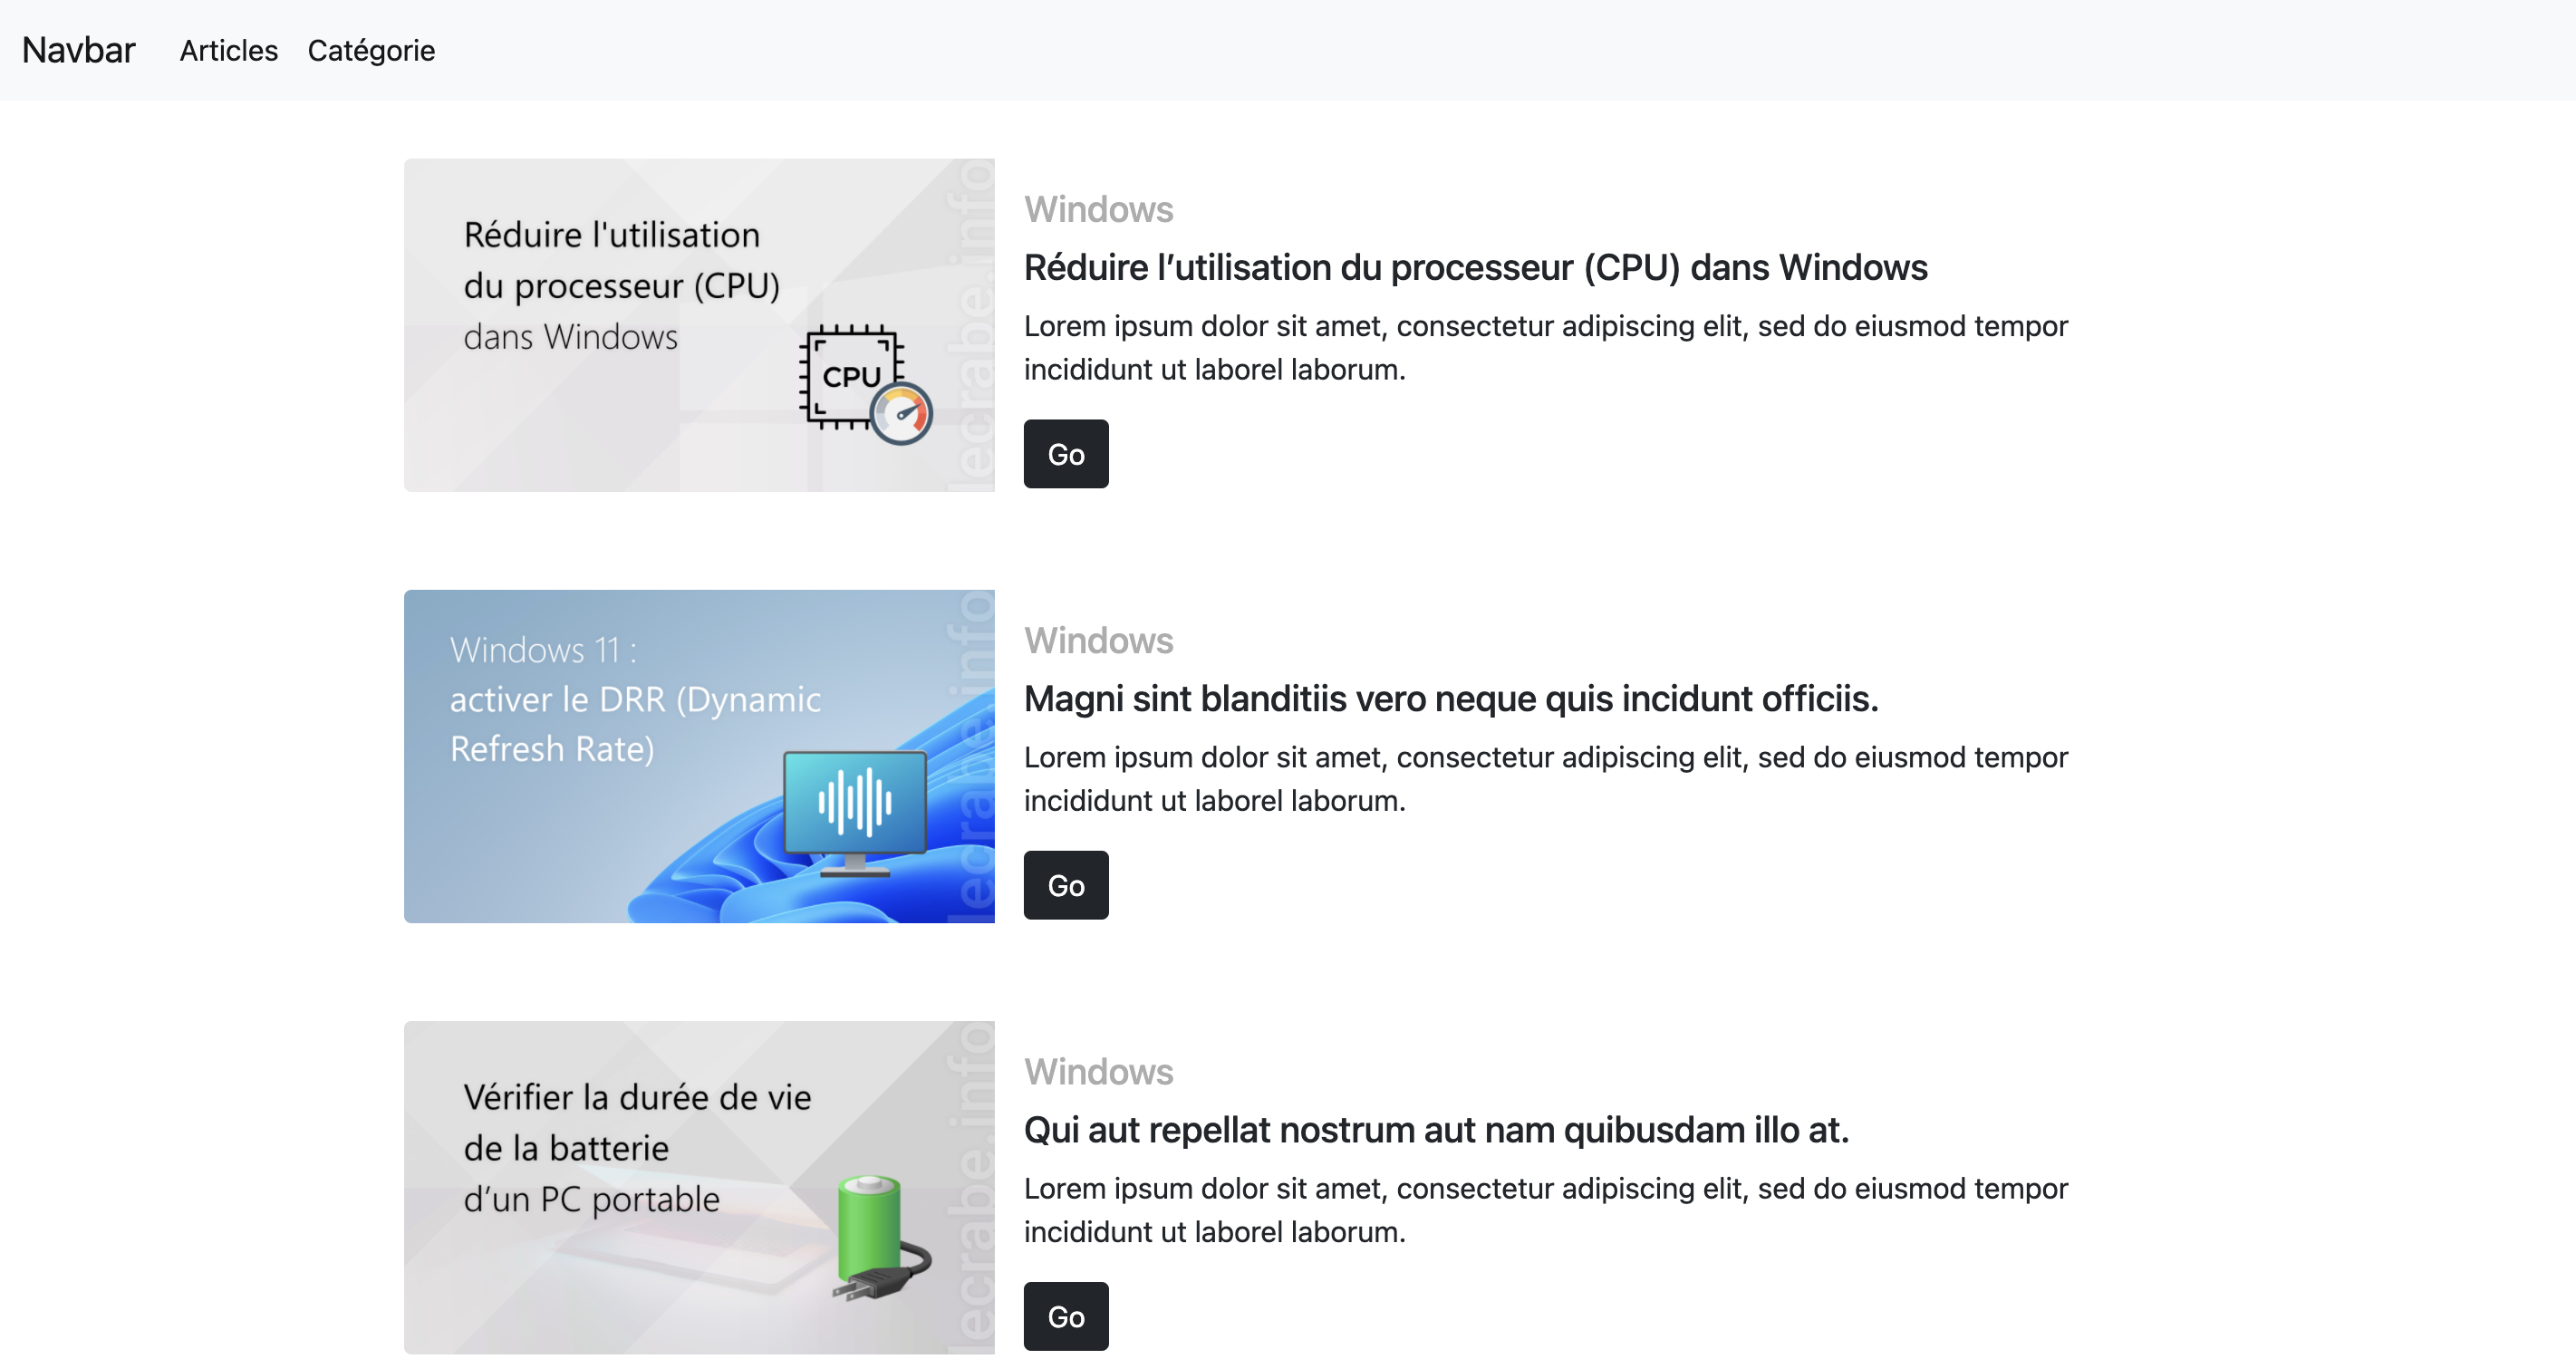 Navbar Articles Catégorie
Réduire l'utilisation
du processeur (CPU)
dans Windows
CPU
lecrabe.info
Windows
Réduire l’utilisation du processeur (CPU) dans Windows
Lorem ipsum dolor sit amet, consectetur adipiscing elit, sed do eiusmod tempor
incididunt ut laborel laborum.
Go
Windows 11 :
activer le DRR (Dynamic
Refresh Rate)
lecrabe.info
Windows
Magni sint blanditiis vero neque quis incidunt officiis.
Lorem ipsum dolor sit amet, consectetur adipiscing elit, sed do eiusmod tempor
incididunt ut laborel laborum.
Go
Vérifier la durée de vie
de la batterie
d’un PC portable
lecrabe.info
Windows
Qui aut repellat nostrum aut nam quibusdam illo at.
Lorem ipsum dolor sit amet, consectetur adipiscing elit, sed do eiusmod tempor
incididunt ut laborel laborum.
Go